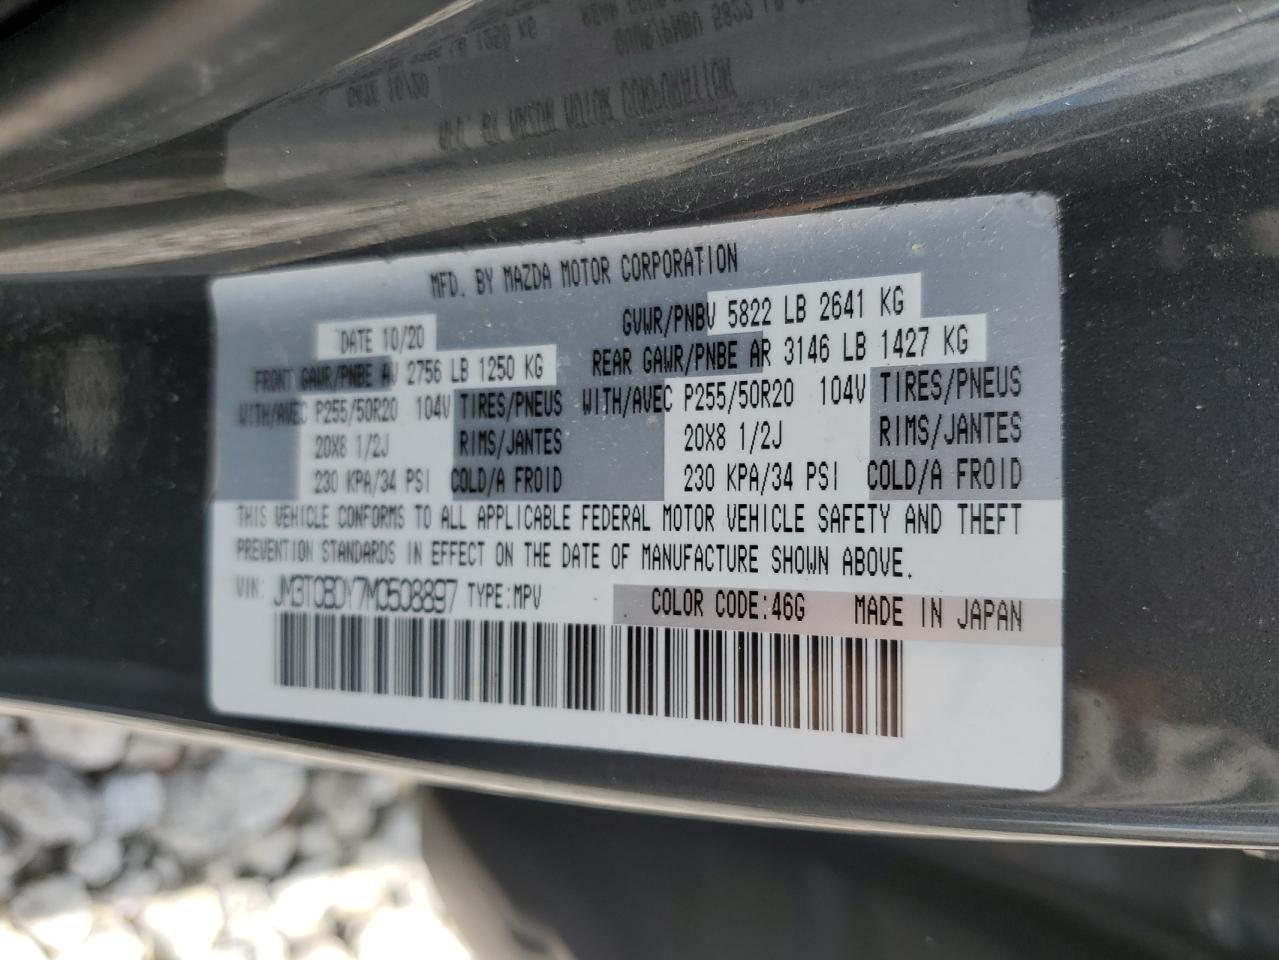 MFD. BY MAZDA MOTOR CORPORATION
DATE 10/20 GVWR/PNBV 5822 LB 2641 KG
FRONT GAWR/PNBE AV 2756 LB 1250 KG REAR GAWR/PNBE AR 3146 LB 1427 KG
WITH/AVEC P255/50R20 104V TIRES/PNEUS WITH/AVEC P255/50R20 104V TIRES/PNEUS
20X8 1/2J RIMS/JANTES 20X8 1/2J RIMS/JANTES
230 KPA/34 PSI COLD/A FROID 230 KPA/34 PSI COLD/A FROID
THIS VEHICLE CONFORMS TO ALL APPLICABLE FEDERAL MOTOR VEHICLE SAFETY AND THEFT
PREVENTION STANDARDS IN EFFECT ON THE DATE OF MANUFACTURE SHOWN ABOVE.
VIN: JM3TCBDY7M0508897 TYPE:MPV COLOR CODE:46G MADE IN JAPAN